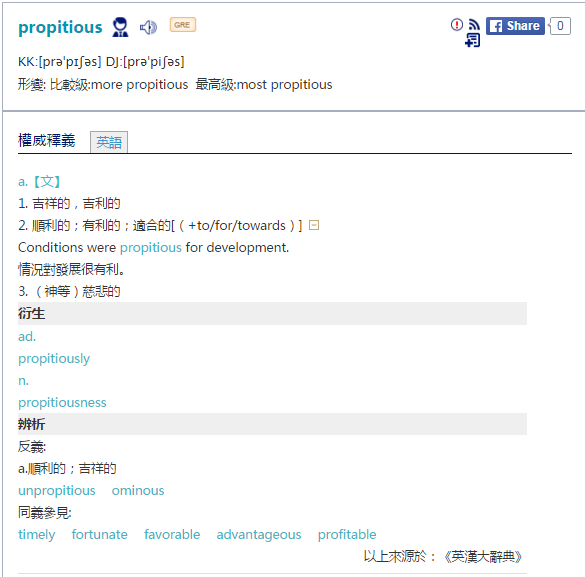 propitious GRE Share 0
KK:[prəˈpɪʃəs] DJ:[prəˈpiʃəs]
形變: 比較級:more propitious 最高級:most propitious
權威釋義 英語
a.【文】
1. 吉祥的，吉利的
2. 順利的；有利的；適合的[（+to/for/towards）]
Conditions were propitious for development.
情況對發展很有利。
3. （神等）慈悲的
衍生
ad.
propitiously
n.
propitiousness
辨析
反義:
a.順利的；吉祥的
unpropitious ominous
同義參見:
timely fortunate favorable advantageous profitable
以上來源於：《英漢大辭典》